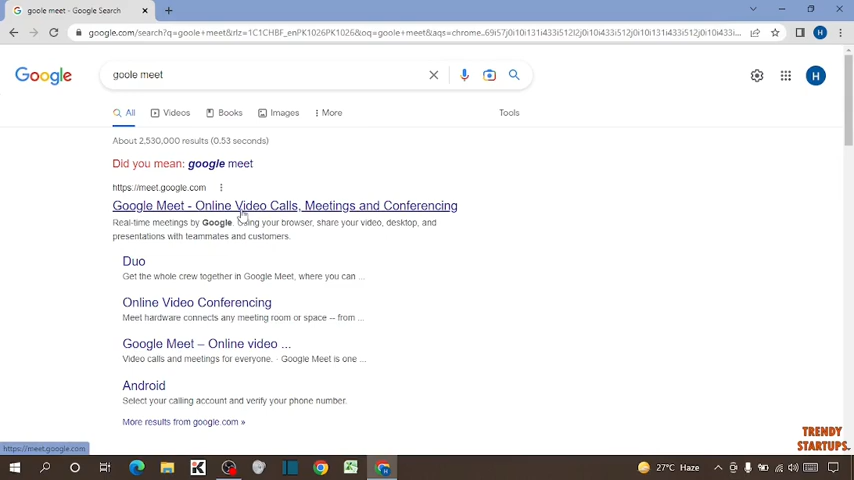 goole meet - Google Search
google.com/search?q=goole+meet&rlz=1C1CHBF_enPK1026PK1026&oq=goole+meet&aqs=chrome..69i57j0i10i131i433i512l2j0i10i433i512j0i10i131i433i512j0i10i433i512...
H
Google
goole meet
H
All
Videos
Books
Images
More
Tools
About 2,530,000 results (0.53 seconds)
Did you mean: google meet
https://meet.google.com
Google Meet - Online Video Calls, Meetings and Conferencing
Real-time meetings by Google. Using your browser, share your video, desktop, and
presentations with teammates and customers.
Duo
Get the whole crew together in Google Meet, where you can ...
Online Video Conferencing
Meet hardware connects any meeting room or space -- from ...
Google Meet – Online video ...
Video calls and meetings for everyone. · Google Meet is one ...
Android
Select your calling account and verify your phone number.
More results from google.com »
TRENDY
STARTUPS.
https://meet.google.com
27°C Haze